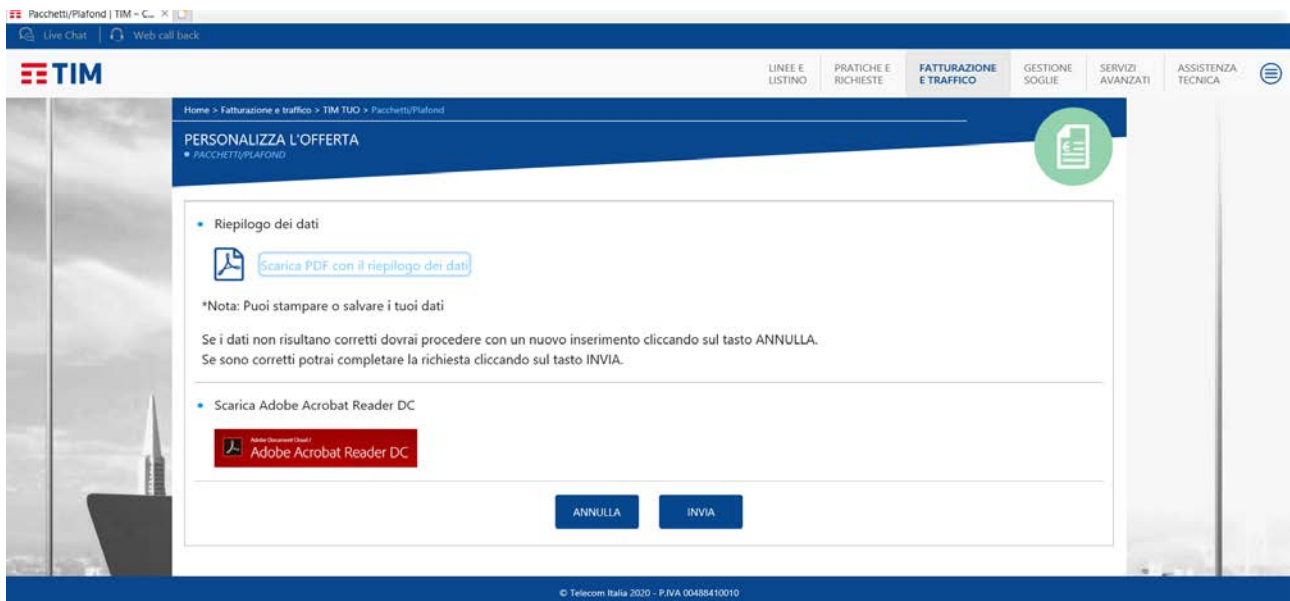 Pacchetti/Plafond | TIM – C...
Live Chat | Web call back
TIM
LINEE E LISTINO
PRATICHE E RICHIESTE
FATTURAZIONE E TRAFFICO
GESTIONE SOGLIE
SERVIZI AVANZATI
ASSISTENZA TECNICA
Home > Fatturazione e traffico > TIM TUO > Pacchetti/Plafond
PERSONALIZZA L'OFFERTA
PACCHETTI/PLAFOND
Riepilogo dei dati
Scarica PDF con il riepilogo dei dati
*Nota: Puoi stampare o salvare i tuoi dati
Se i dati non risultano corretti dovrai procedere con un nuovo inserimento cliccando sul tasto ANNULLA.
Se sono corretti potrai completare la richiesta cliccando sul tasto INVIA.
Scarica Adobe Acrobat Reader DC
Adobe Document Cloud /
Adobe Acrobat Reader DC
ANNULLA
INVIA
© Telecom Italia 2020 - P.IVA 00488410010